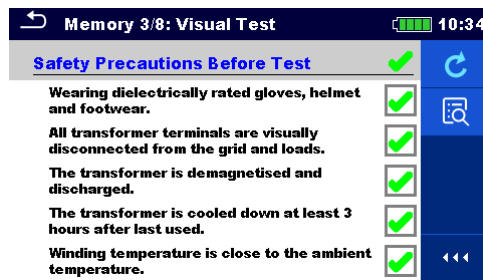 Memory 3/8: Visual Test
10:34
Safety Precautions Before Test
Wearing dielectrically rated gloves, helmet
and footwear.
All transformer terminals are visually
disconnected from the grid and loads.
The transformer is demagnetised and
discharged.
The transformer is cooled down at least 3
hours after last used.
Winding temperature is close to the ambient
temperature.